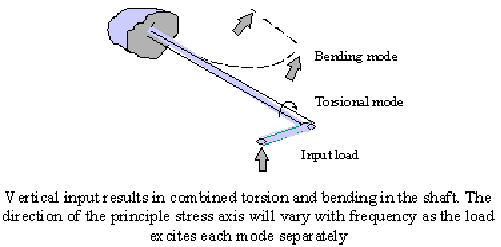 Bending mode
Torsional mode
Input load
Vertical input results in combined torsion and bending in the shaft. The
direction of the principle stress axis will vary with frequency as the load
excites each mode separately